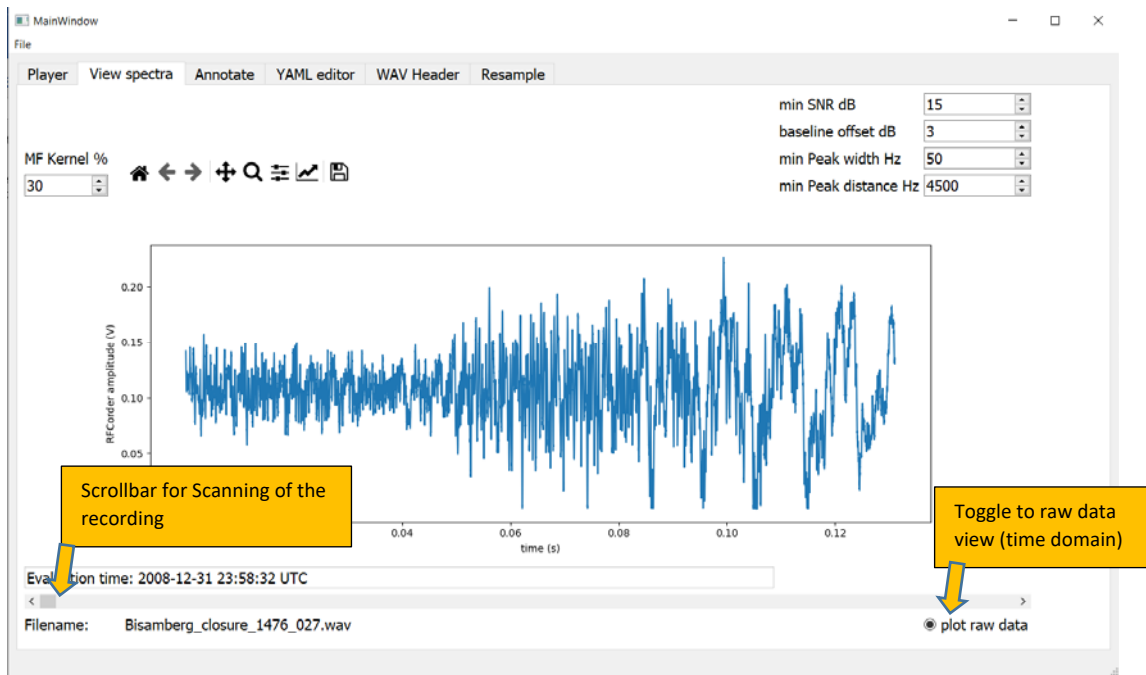 MainWindow
File
Player View spectra Annotate YAML editor WAV Header Resample
min SNR dB 15
baseline offset dB 3
MF Kernel % min Peak width Hz 50
30 min Peak distance Hz 4500
0.20
0.15
0.10
0.05
RFCorder amplitude (V)
Scrollbar for Scanning of the
recording
Toggle to raw data
view (time domain)
0.04 0.06 0.08 0.10 0.12
time (s)
Evaluation time: 2008-12-31 23:58:32 UTC
Filename: Bisamberg_closure_1476_027.wav plot raw data